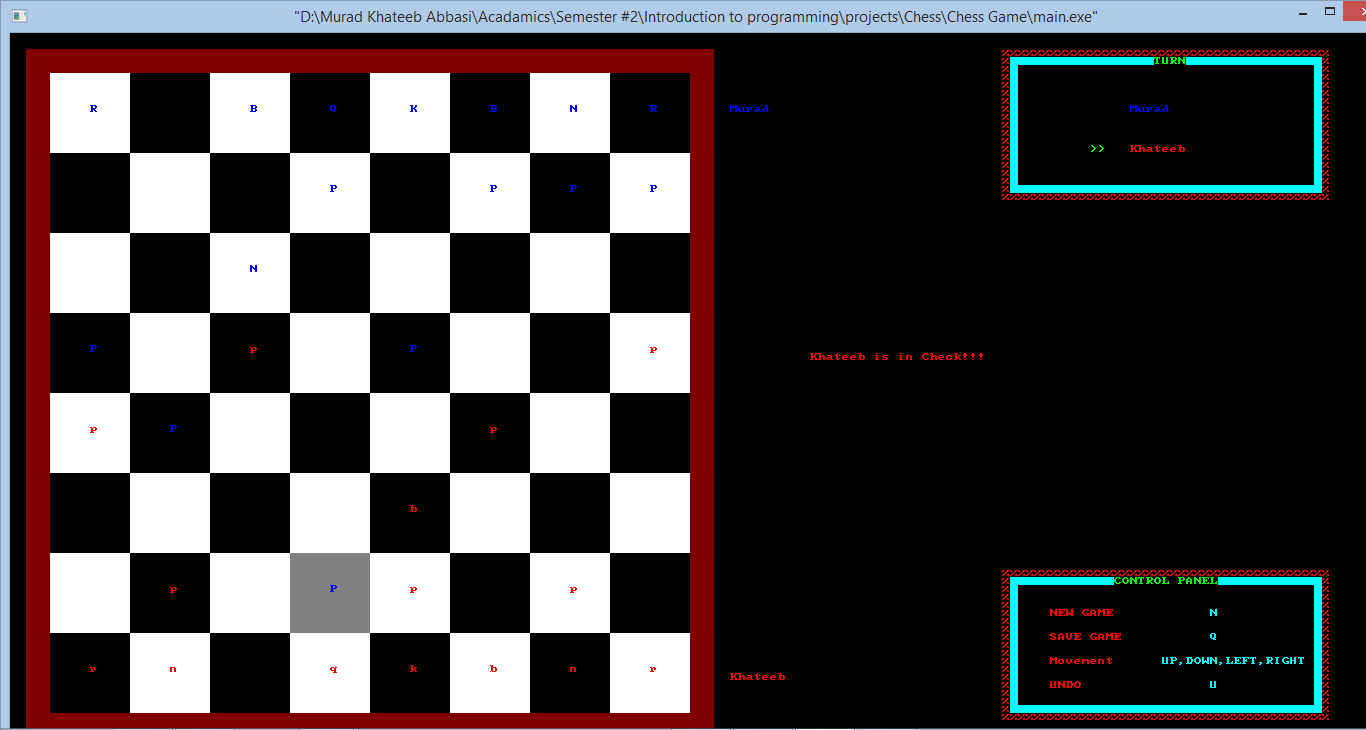 "D:\Murad Khateeb Abbasi\Acadamics\Semester #2\Introduction to programming\projects\Chess\Chess Game\main.exe"
TURN
R B Q K B N R
Murad
Murad
>> Khateeb
P P P P
N
P p P p
Khateeb is in Check!!!
p P p
b
CONTROL PANEL
p P p p
NEW GAME N
SAVE GAME Q
Movement UP,DOWN,LEFT,RIGHT
r n q k b n r
Khateeb
UNDO U